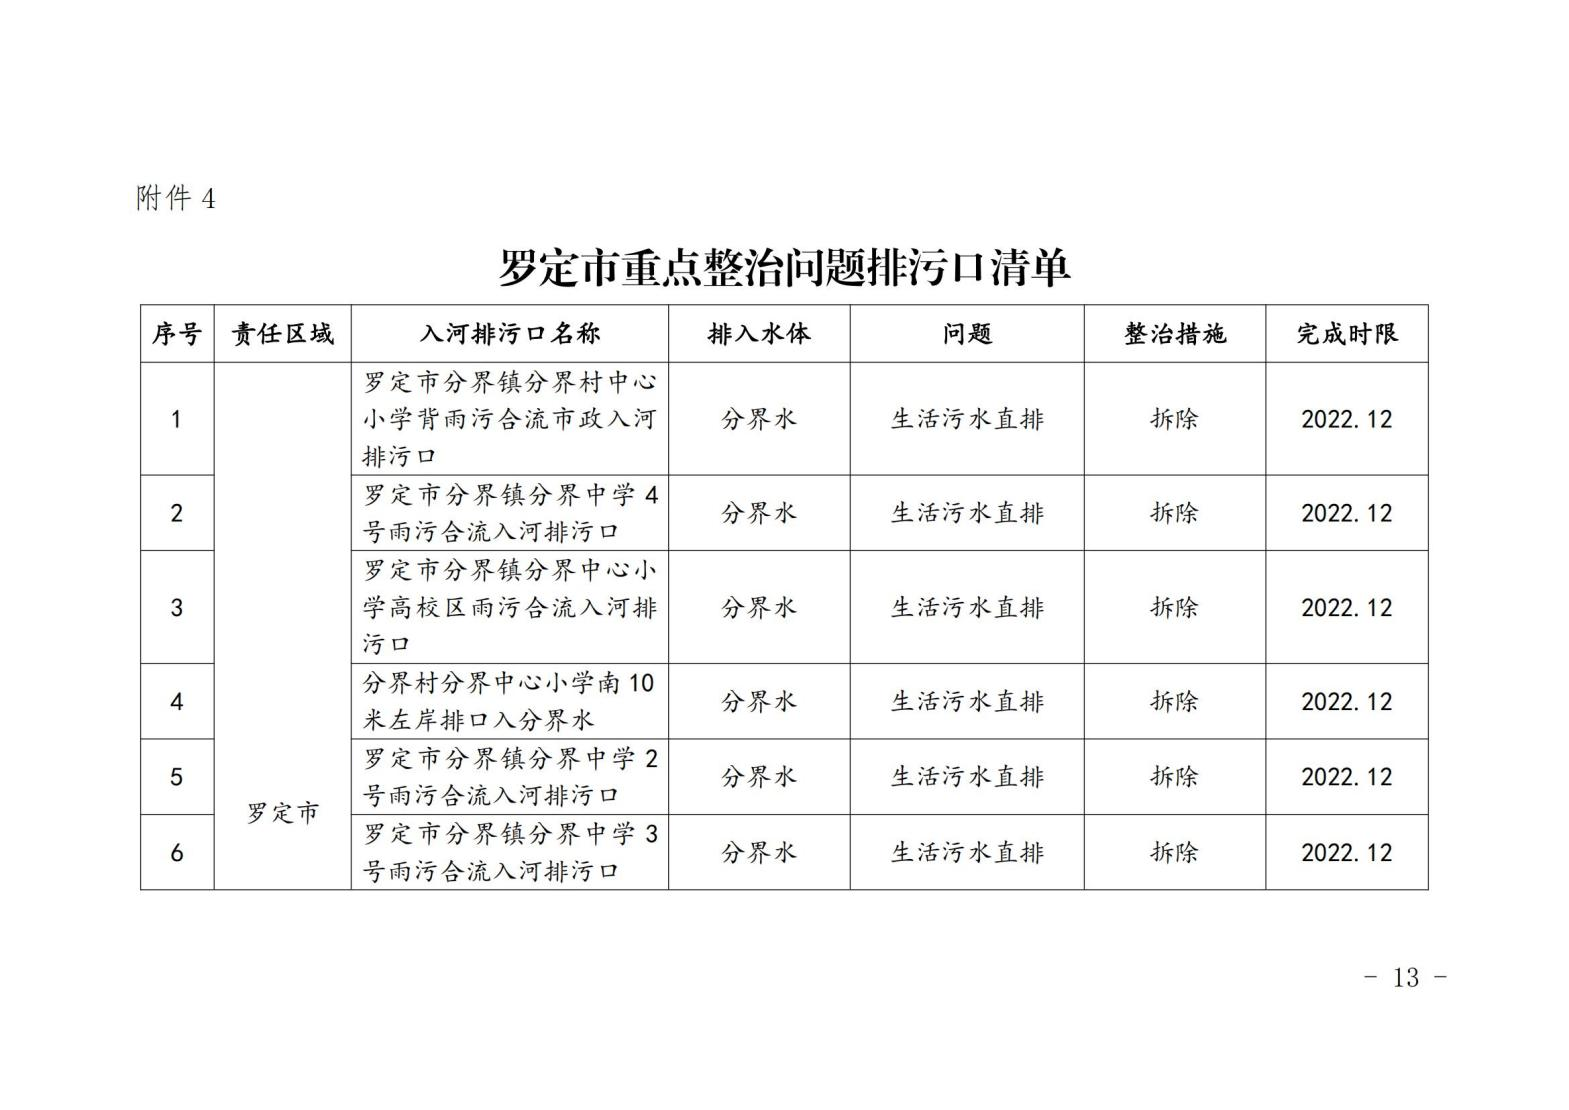 附件 4
罗定市重点整治问题排污口清单
序号 责任区域 入河排污口名称 排入水体 问题 整治措施 完成时限
罗定市分界镇分界村中心
1 小学背雨污合流市政入河 分界水 生活污水直排 拆除 2022.12
排污口
罗定市分界镇分界中学 4
2 分界水 生活污水直排 拆除 2022.12
号雨污合流入河排污口
罗定市分界镇分界中心小
3 学高校区雨污合流入河排 分界水 生活污水直排 拆除 2022.12
污口
分界村分界中心小学南 10
4 分界水 生活污水直排 拆除 2022.12
米左岸排口入分界水
罗定市分界镇分界中学 2
5 分界水 生活污水直排 拆除 2022.12
号雨污合流入河排污口
罗定市
罗定市分界镇分界中学 3
6 分界水 生活污水直排 拆除 2022.12
号雨污合流入河排污口
- 13 -